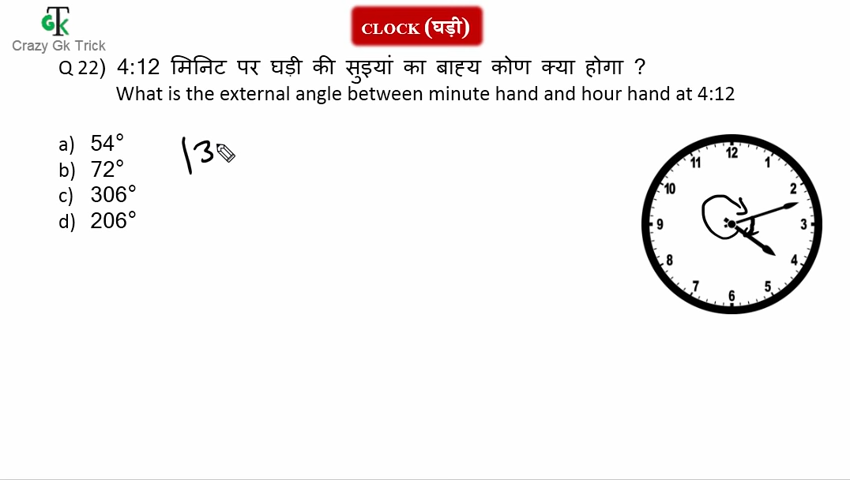 GTK
Crazy Gk Trick
CLOCK (घड़ी)
Q 22) 4:12 मिनिट पर घड़ी की सुइयां का बाह्य कोण क्या होगा ?
What is the external angle between minute hand and hour hand at 4:12
a) 54°
b) 72°
c) 306°
d) 206°
|3
12
11 1
10 2
9 3
8 4
7 5
6